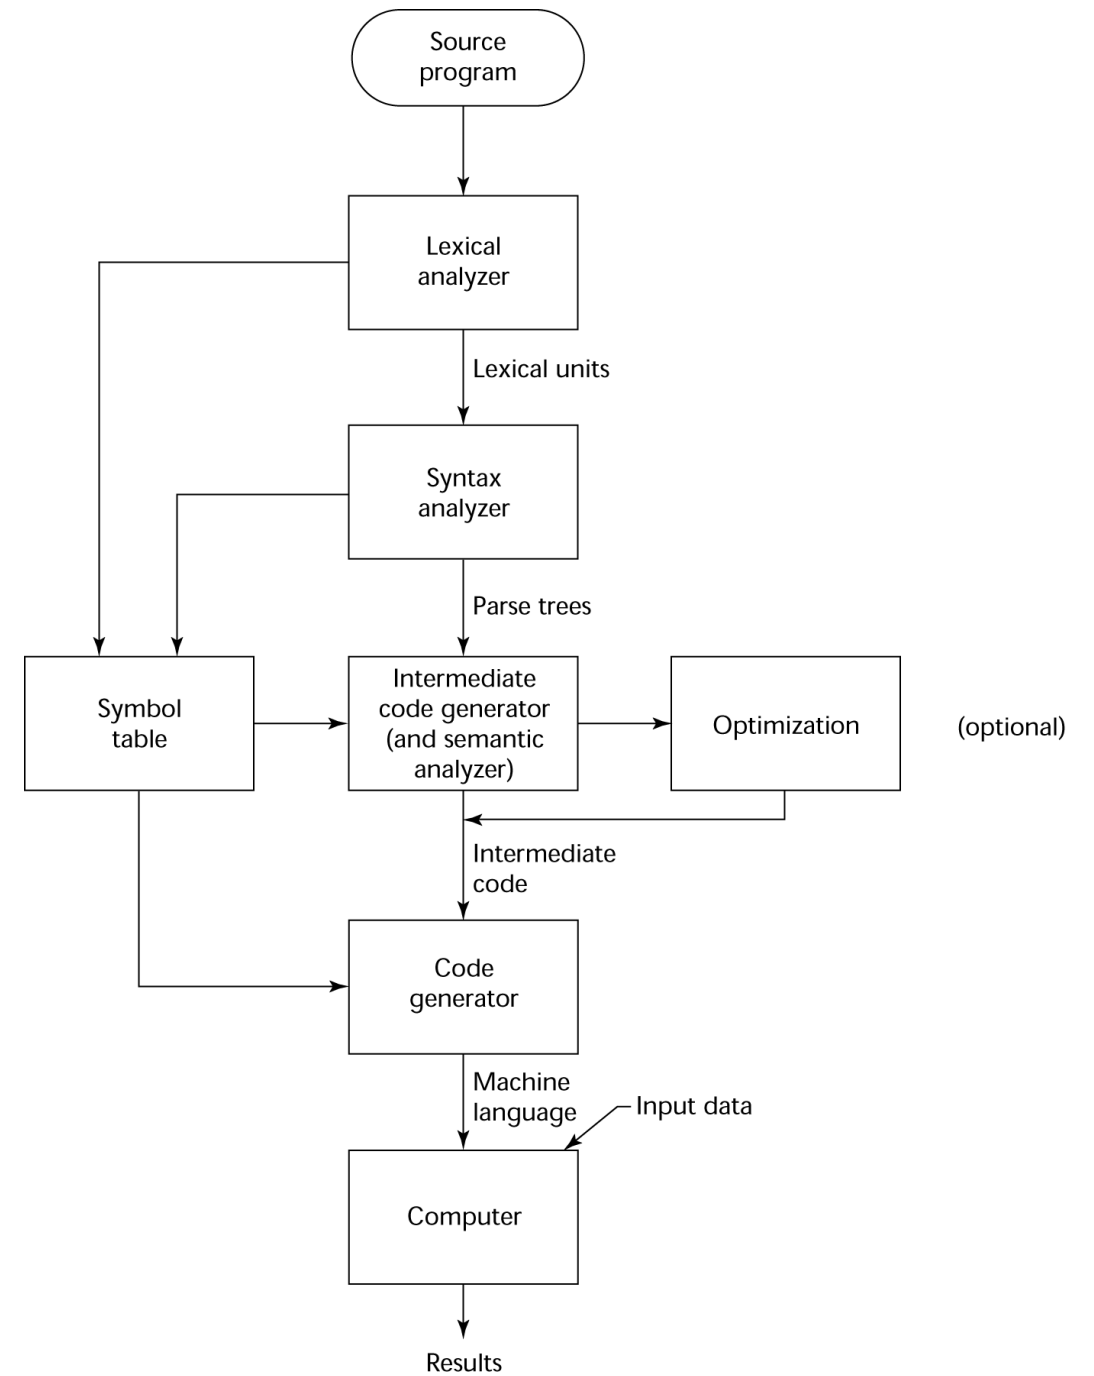 Source
program
Lexical
analyzer
Lexical units
Syntax
analyzer
Parse trees
Symbol
table
Intermediate
code generator
(and semantic
analyzer)
Optimization
(optional)
Intermediate
code
Code
generator
Machine
language
Input data
Computer
Results